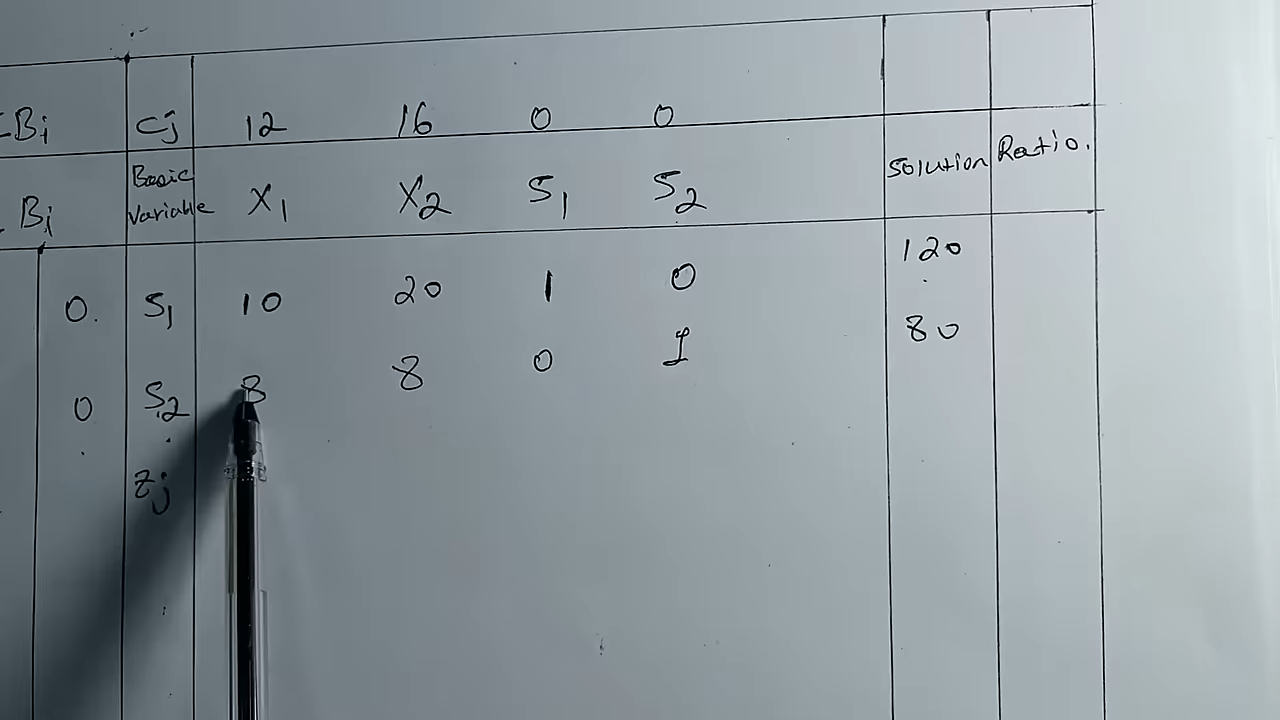 CBi Cj 12 16 0 0
Bi Basic Variable X1 X2 S1 S2 Solution Ratio.
0. S1 10 20 1 0 120
0 S2 8 8 0 1 80
Zj